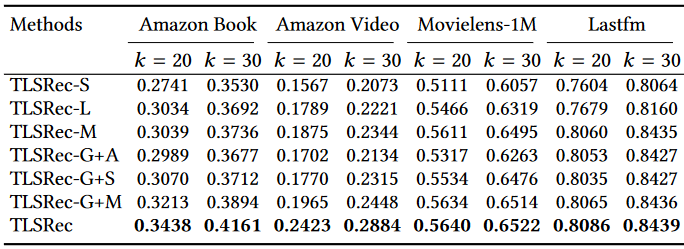 Methods Amazon Book Amazon Video Movielens-1M Lastfm
k = 20 k = 30 k = 20 k = 30 k = 20 k = 30 k = 20 k = 30
TLSRec-S 0.2741 0.3530 0.1567 0.2073 0.5111 0.6057 0.7604 0.8064
TLSRec-L 0.3034 0.3692 0.1789 0.2221 0.5466 0.6319 0.7679 0.8160
TLSRec-M 0.3039 0.3736 0.1875 0.2344 0.5611 0.6495 0.8060 0.8435
TLSRec-G+A 0.2989 0.3677 0.1702 0.2134 0.5317 0.6263 0.8053 0.8427
TLSRec-G+S 0.3070 0.3712 0.1770 0.2315 0.5534 0.6476 0.8035 0.8427
TLSRec-G+M 0.3213 0.3894 0.1965 0.2448 0.5634 0.6514 0.8065 0.8436
TLSRec 0.3438 0.4161 0.2423 0.2884 0.5640 0.6522 0.8086 0.8439